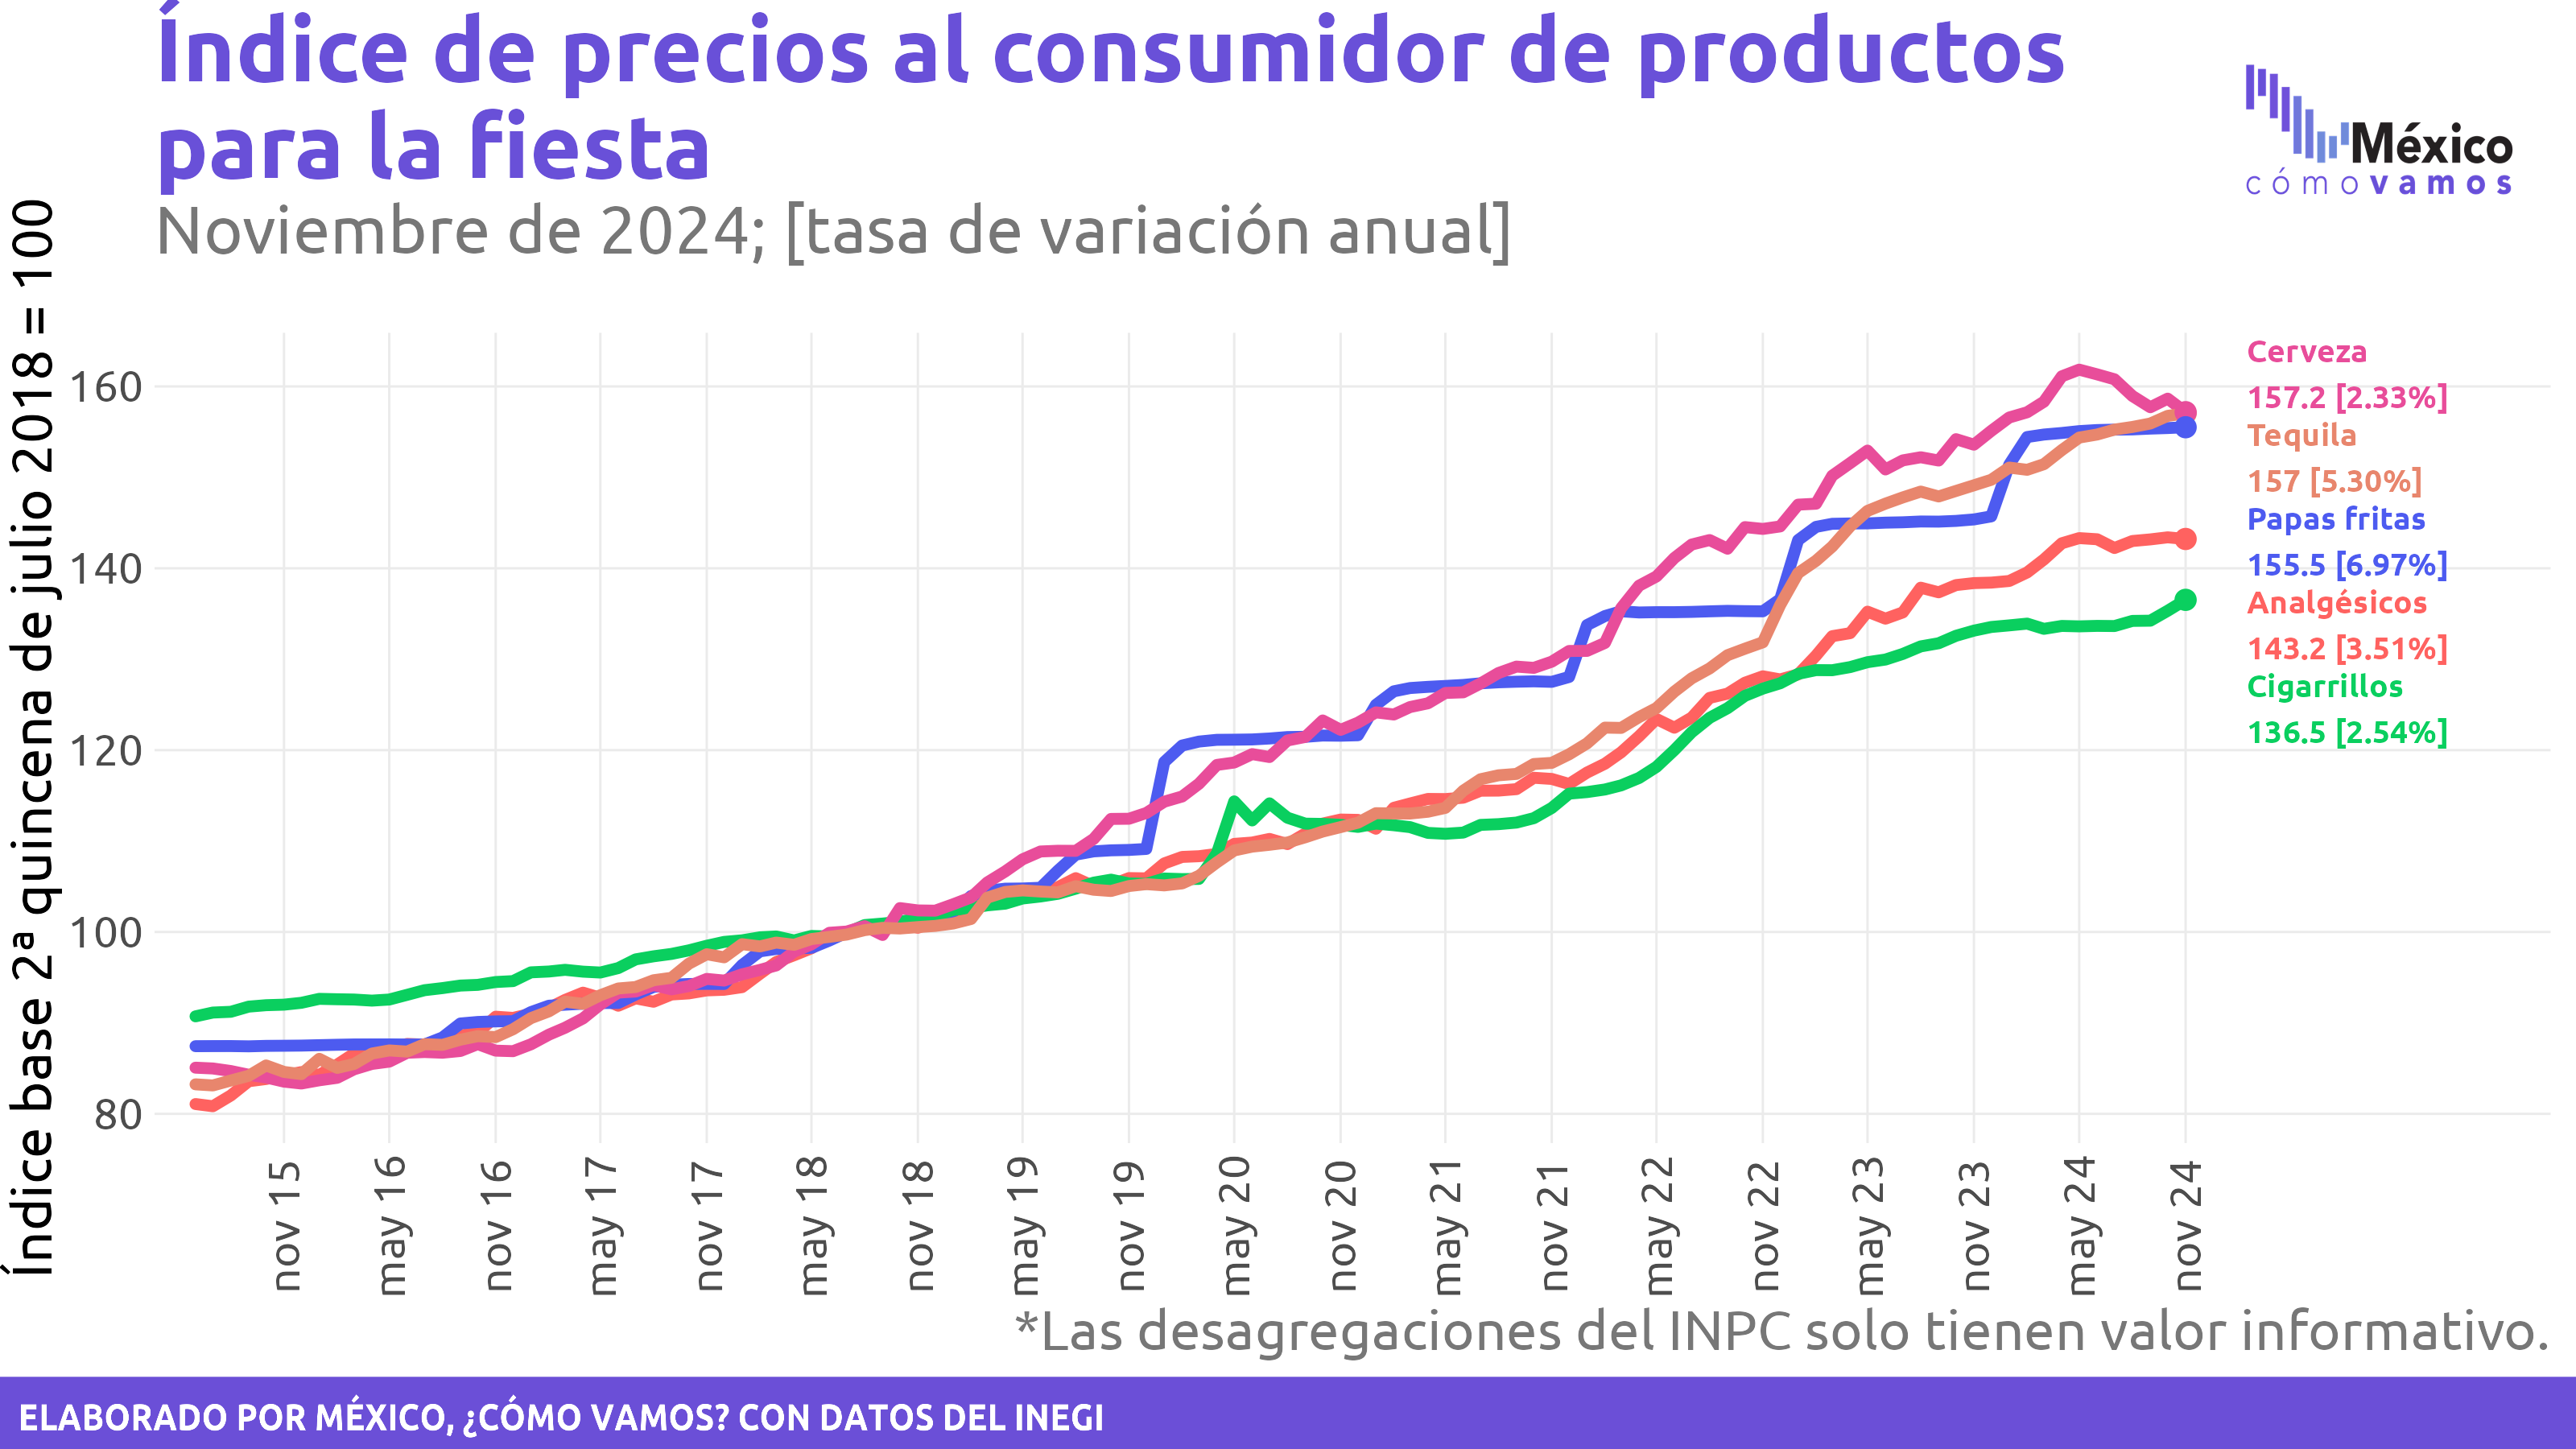 Índice de precios al consumidor de productos
para la fiesta
Noviembre de 2024; [tasa de variación anual]
México
cómovamos
Índice base 2ª quincena de julio 2018 = 100
160
140
120
100
80
Cerveza
157.2 [2.33%]
Tequila
157 [5.30%]
Papas fritas
155.5 [6.97%]
Analgésicos
143.2 [3.51%]
Cigarrillos
136.5 [2.54%]
nov 15
may 16
nov 16
may 17
nov 17
may 18
nov 18
may 19
nov 19
may 20
nov 20
may 21
nov 21
may 22
nov 22
may 23
nov 23
may 24
nov 24
*Las desagregaciones del INPC solo tienen valor informativo.
ELABORADO POR MÉXICO, ¿CÓMO VAMOS? CON DATOS DEL INEGI